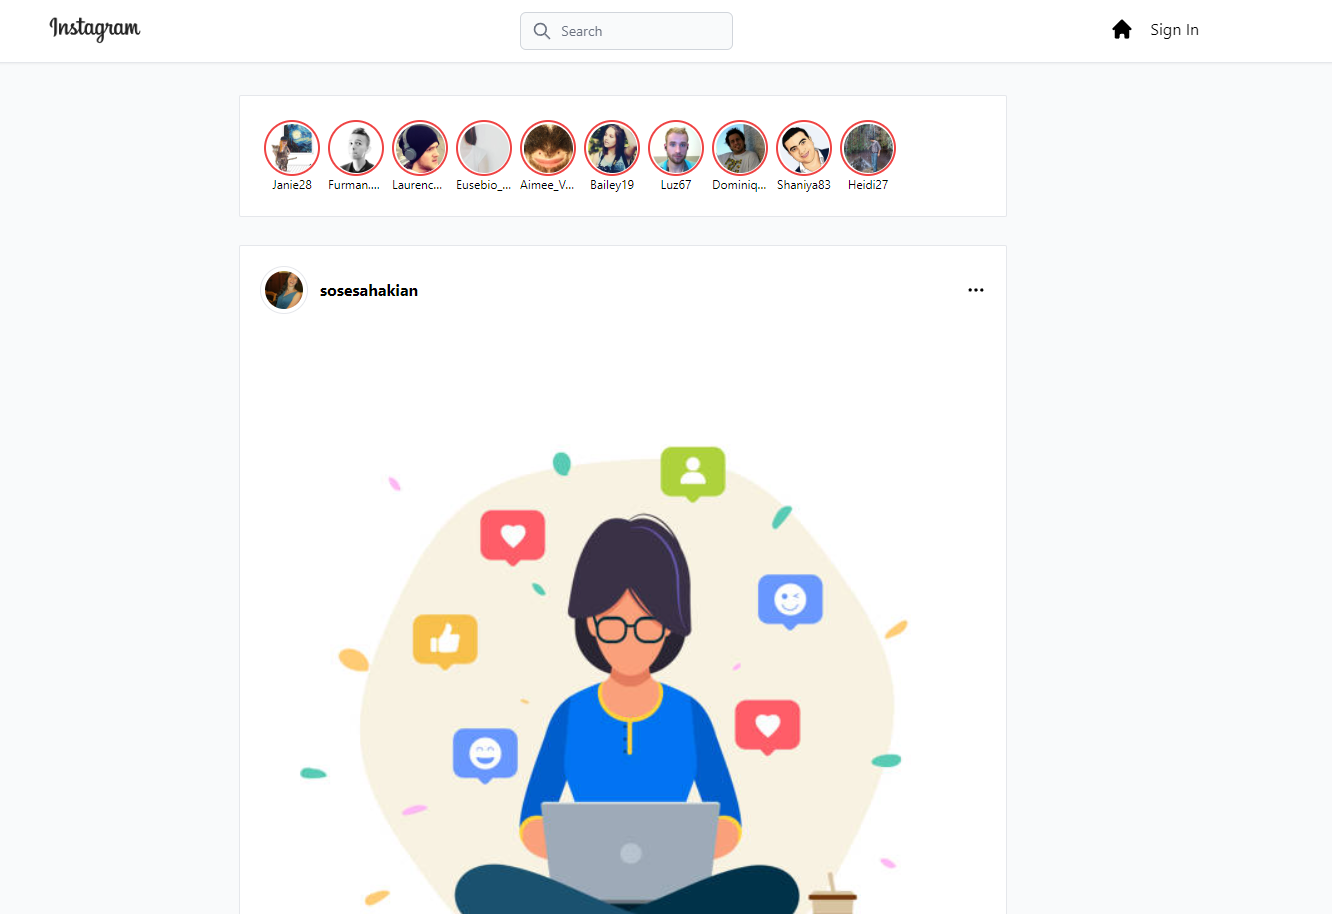 Instagram
Search
Sign In
Janie28
Furman....
Laurenc...
Eusebio_...
Aimee_V...
Bailey19
Luz67
Dominiq...
Shaniya83
Heidi27
sosesahakian